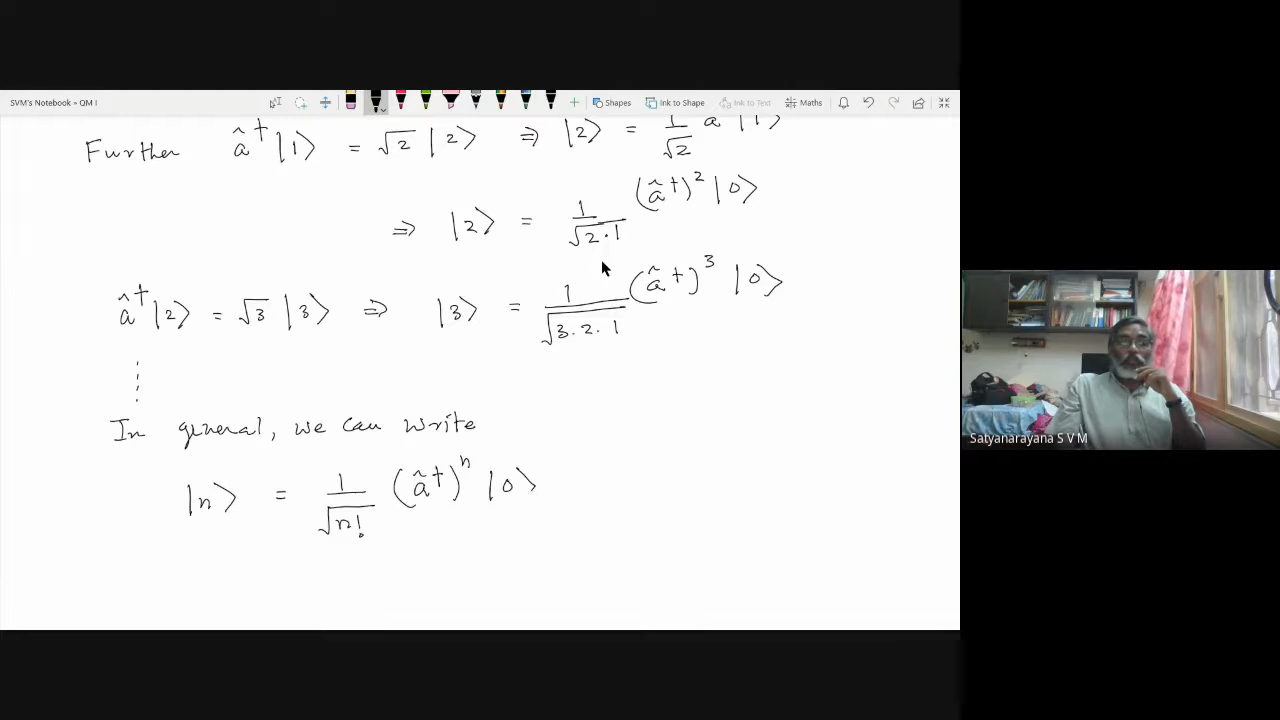 SVM's Notebook = QM I
Shapes Ink to Shape Ink to Text Maths
Further â† |1⟩ = √2 |2⟩ ⇒ |2⟩ = 1/√2 a |1⟩
⇒ |2⟩ = 1/√(2·1) (â†)² |0⟩
â† |2⟩ = √3 |3⟩ ⇒ |3⟩ = 1/√(3·2·1) (â†)³ |0⟩
In general, we can write
|n⟩ = 1/√n! (â†)ⁿ |0⟩
Satyanarayana S V M